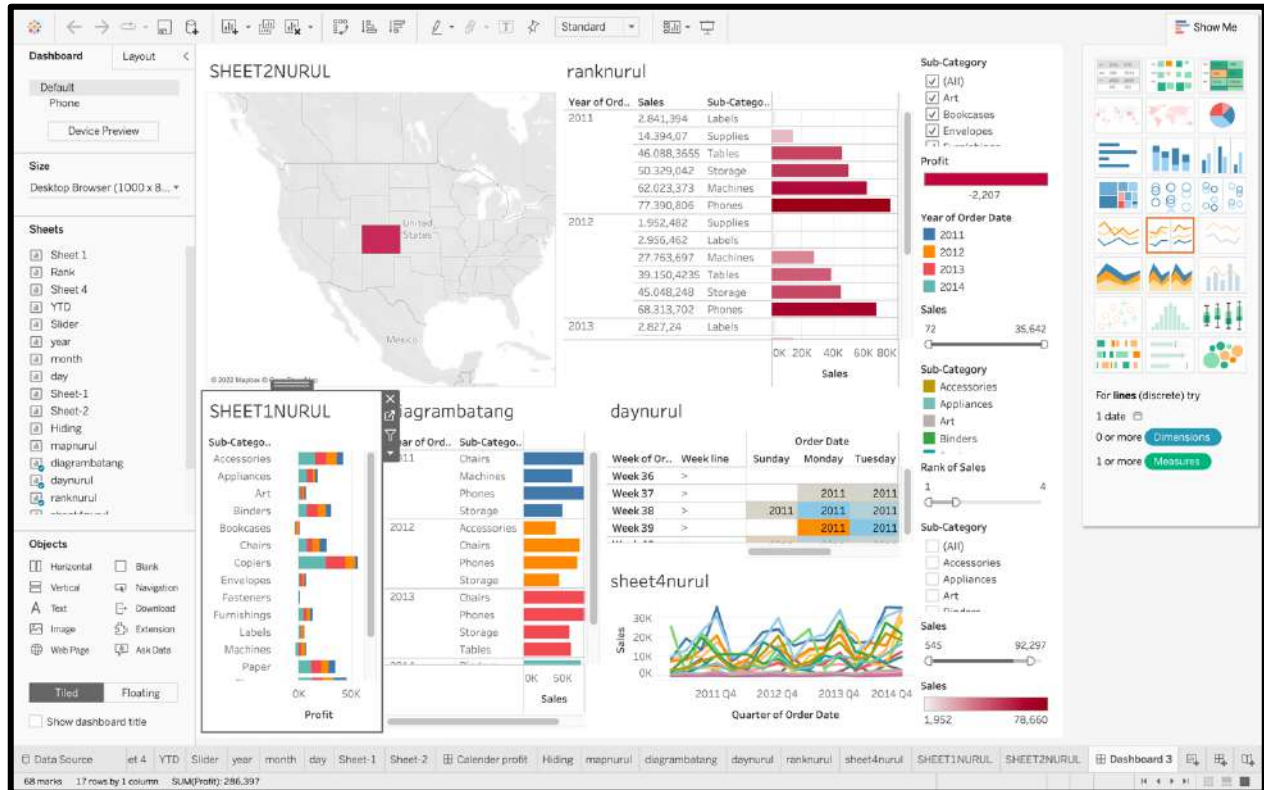 Standard
Show Me
Dashboard
Layout
Default
Phone
Device Preview
Size
Desktop Browser (1000 x 8...
Sheets
Sheet 1
Rank
Sheet 4
YTD
Slider
year
month
day
Sheet-1
Sheet-2
Hiding
mapnurul
diagrambatang
daynurul
ranknurul
Objects
Horizontal Blank
Vertical Navigation
A Text Download
Image Extension
Web Page Ask Data
Tiled Floating
Show dashboard title
SHEET2NURUL
United
States
Mexico
ranknurul
Year of Ord.. Sales Sub-Catego..
2011 2.841,394 Labels
14.394,07 Supplies
46.088,3655 Tables
50.329,042 Storage
62.023,373 Machines
77.390,806 Phones
2012 1.952,482 Supplies
2.956,462 Labels
27.763,697 Machines
39.150,4235 Tables
45.048,248 Storage
68.313,702 Phones
2013 2.827,24 Labels
0K 20K 40K 60K 80K
Sales
SHEET1NURUL
Sub-Catego..
Accessories
Appliances
Art
Binders
Bookcases
Chairs
Copiers
Envelopes
Fasteners
Furnishings
Labels
Machines
Paper
0K 50K
Profit
diagrambatang
Year of Ord.. Sub-Catego..
2011 Chairs
Machines
Phones
Storage
2012 Accessories
Chairs
Phones
Storage
2013 Chairs
Phones
Storage
Tables
0K 50K
Sales
daynurul
Order Date
Week of Or.. Week line Sunday Monday Tuesday
Week 36 >
Week 37 > 2011 2011
Week 38 > 2011 2011 2011
Week 39 > 2011 2011
sheet4nurul
Sales
30K
20K
10K
0K
2011 Q4 2012 Q4 2013 Q4 2014 Q4
Quarter of Order Date
Sub-Category
(All)
Art
Bookcases
Envelopes
Profit
-2,207
Year of Order Date
2011
2012
2013
2014
Sales
72 35,642
Sub-Category
Accessories
Appliances
Art
Binders
Rank of Sales
1 4
Sub-Category
(All)
Accessories
Appliances
Art
Sales
545 92,297
Sales
1,952 78,660
For lines (discrete) try
1 date
0 or more Dimensions
1 or more Measures
Data Source et 4 YTD Slider year month day Sheet-1 Sheet-2 Calender profit Hiding mapnurul diagrambatang daynurul ranknurul sheet4nurul SHEET1NURUL SHEET2NURUL Dashboard 3
68 marks 17 rows by 1 column SUM(Profit): 286,397